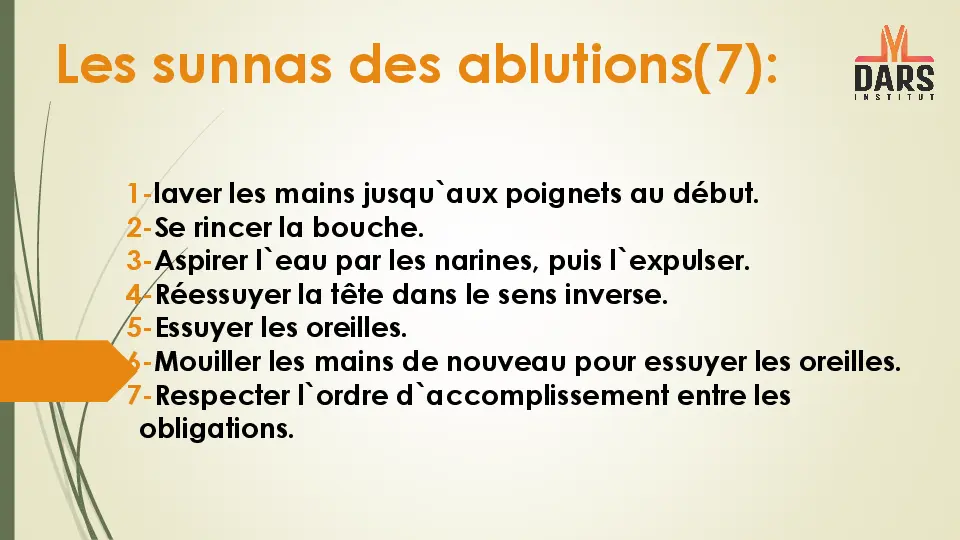 Les sunnas des ablutions(7):
DARS
INSTITUT
1-laver les mains jusqu`aux poignets au début.
2-Se rincer la bouche.
3-Aspirer l`eau par les narines, puis l`expulser.
4-Réessuyer la tête dans le sens inverse.
5-Essuyer les oreilles.
6-Mouiller les mains de nouveau pour essuyer les oreilles.
7-Respecter l`ordre d`accomplissement entre les
obligations.